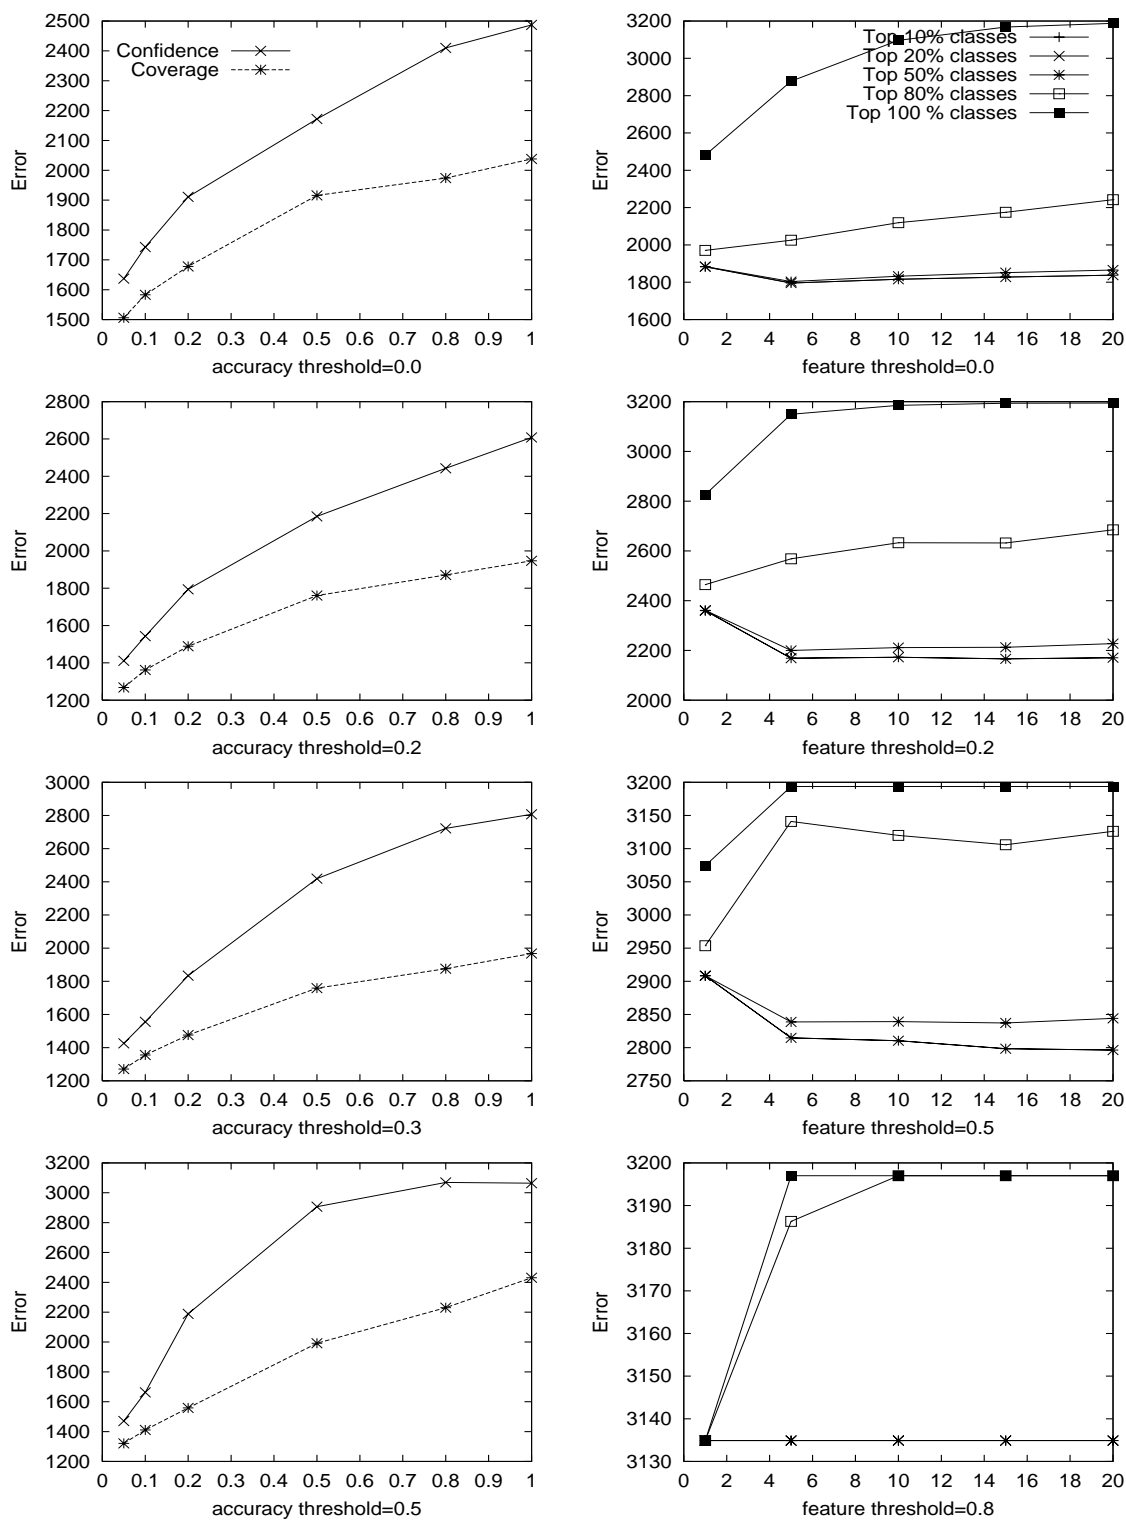 2500
2400
2300
2200
2100
2000
1900
1800
1700
1600
1500
Error
Confidence
Coverage
0 0.1 0.2 0.3 0.4 0.5 0.6 0.7 0.8 0.9 1
accuracy threshold=0.0
3200
3000
2800
2600
2400
2200
2000
1800
1600
Error
Top 10% classes
Top 20% classes
Top 50% classes
Top 80% classes
Top 100 % classes
0 2 4 6 8 10 12 14 16 18 20
feature threshold=0.0
2800
2600
2400
2200
2000
1800
1600
1400
1200
Error
0 0.1 0.2 0.3 0.4 0.5 0.6 0.7 0.8 0.9 1
accuracy threshold=0.2
3200
3000
2800
2600
2400
2200
2000
Error
0 2 4 6 8 10 12 14 16 18 20
feature threshold=0.2
3000
2800
2600
2400
2200
2000
1800
1600
1400
1200
Error
0 0.1 0.2 0.3 0.4 0.5 0.6 0.7 0.8 0.9 1
accuracy threshold=0.3
3200
3150
3100
3050
3000
2950
2900
2850
2800
2750
Error
0 2 4 6 8 10 12 14 16 18 20
feature threshold=0.5
3200
3000
2800
2600
2400
2200
2000
1800
1600
1400
1200
Error
0 0.1 0.2 0.3 0.4 0.5 0.6 0.7 0.8 0.9 1
accuracy threshold=0.5
3200
3190
3180
3170
3160
3150
3140
3130
Error
0 2 4 6 8 10 12 14 16 18 20
feature threshold=0.8